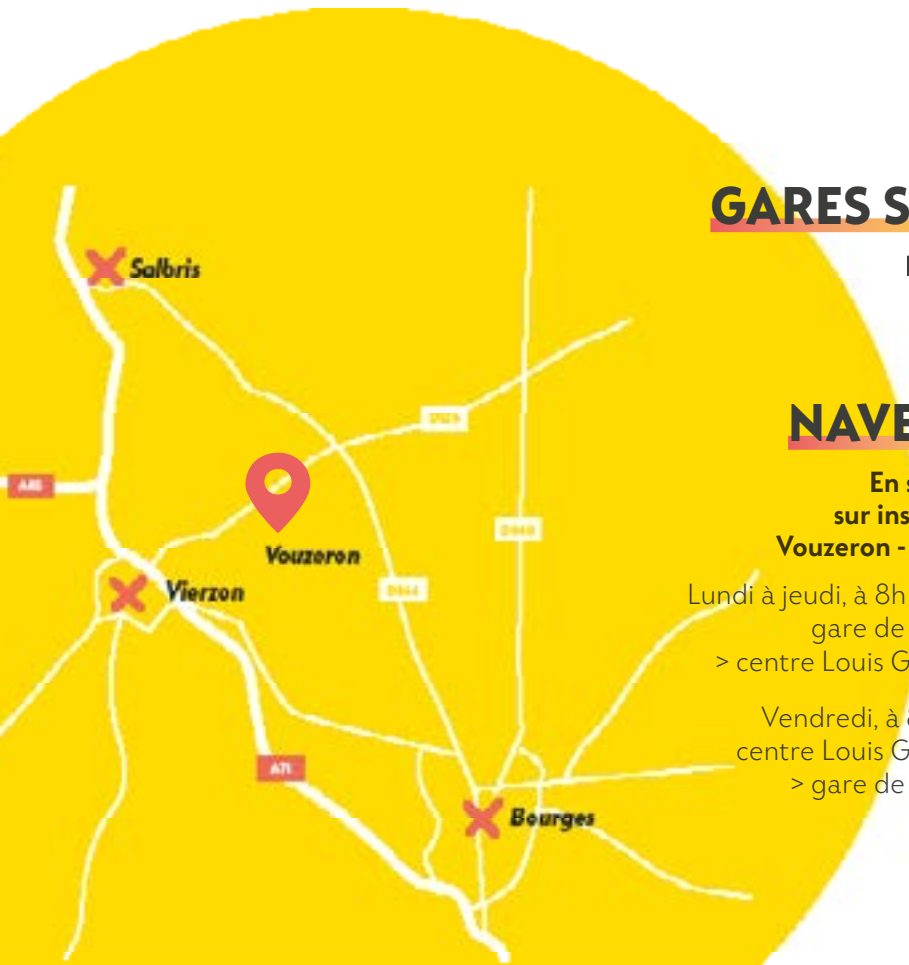 GARES S
Salbris
NAVE
A85
En s
sur ins
Vouzeron -
Vouzeron
Vierzon
Lundi à jeudi, à 8h
gare de
> centre Louis G
Vendredi, à
centre Louis G
> gare de
A71
Bourges